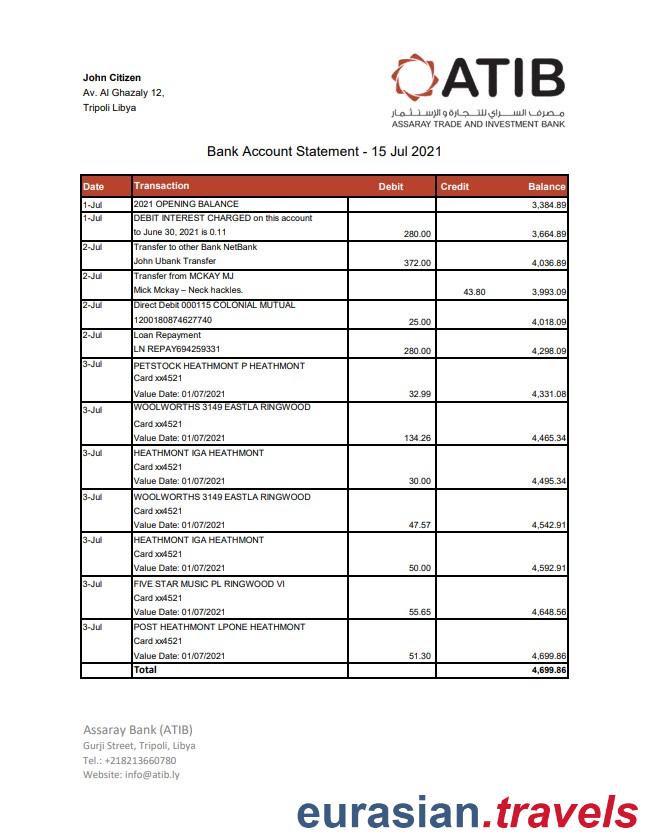 John Citizen
Av. Al Ghazaly 12,
Tripoli Libya
ATIB
مصرف السراي للتجارة و الإستثمار
ASSARAY TRADE AND INVESTMENT BANK
Bank Account Statement - 15 Jul 2021
Date Transaction Debit Credit Balance
1-Jul 2021 OPENING BALANCE 3,384.89
1-Jul DEBIT INTEREST CHARGED on this account
to June 30, 2021 is 0.11 280.00 3,664.89
2-Jul Transfer to other Bank NetBank
John Ubank Transfer 372.00 4,036.89
2-Jul Transfer from MCKAY MJ
Mick Mckay – Neck hackles. 43.80 3,993.09
2-Jul Direct Debit 000115 COLONIAL MUTUAL
1200180874627740 25.00 4,018.09
2-Jul Loan Repayment
LN REPAY694259331 280.00 4,298.09
3-Jul PETSTOCK HEATHMONT P HEATHMONT
Card xx4521
Value Date: 01/07/2021 32.99 4,331.08
3-Jul WOOLWORTHS 3149 EASTLA RINGWOOD
Card xx4521
Value Date: 01/07/2021 134.26 4,465.34
3-Jul HEATHMONT IGA HEATHMONT
Card xx4521
Value Date: 01/07/2021 30.00 4,495.34
3-Jul WOOLWORTHS 3149 EASTLA RINGWOOD
Card xx4521
Value Date: 01/07/2021 47.57 4,542.91
3-Jul HEATHMONT IGA HEATHMONT
Card xx4521
Value Date: 01/07/2021 50.00 4,592.91
3-Jul FIVE STAR MUSIC PL RINGWOOD VI
Card xx4521
Value Date: 01/07/2021 55.65 4,648.56
3-Jul POST HEATHMONT LPONE HEATHMONT
Card xx4521
Value Date: 01/07/2021 51.30 4,699.86
Total 4,699.86
Assaray Bank (ATIB)
Gurji Street, Tripoli, Libya
Tel.: +218213660780
Website: info@atib.ly
eurasian.travels